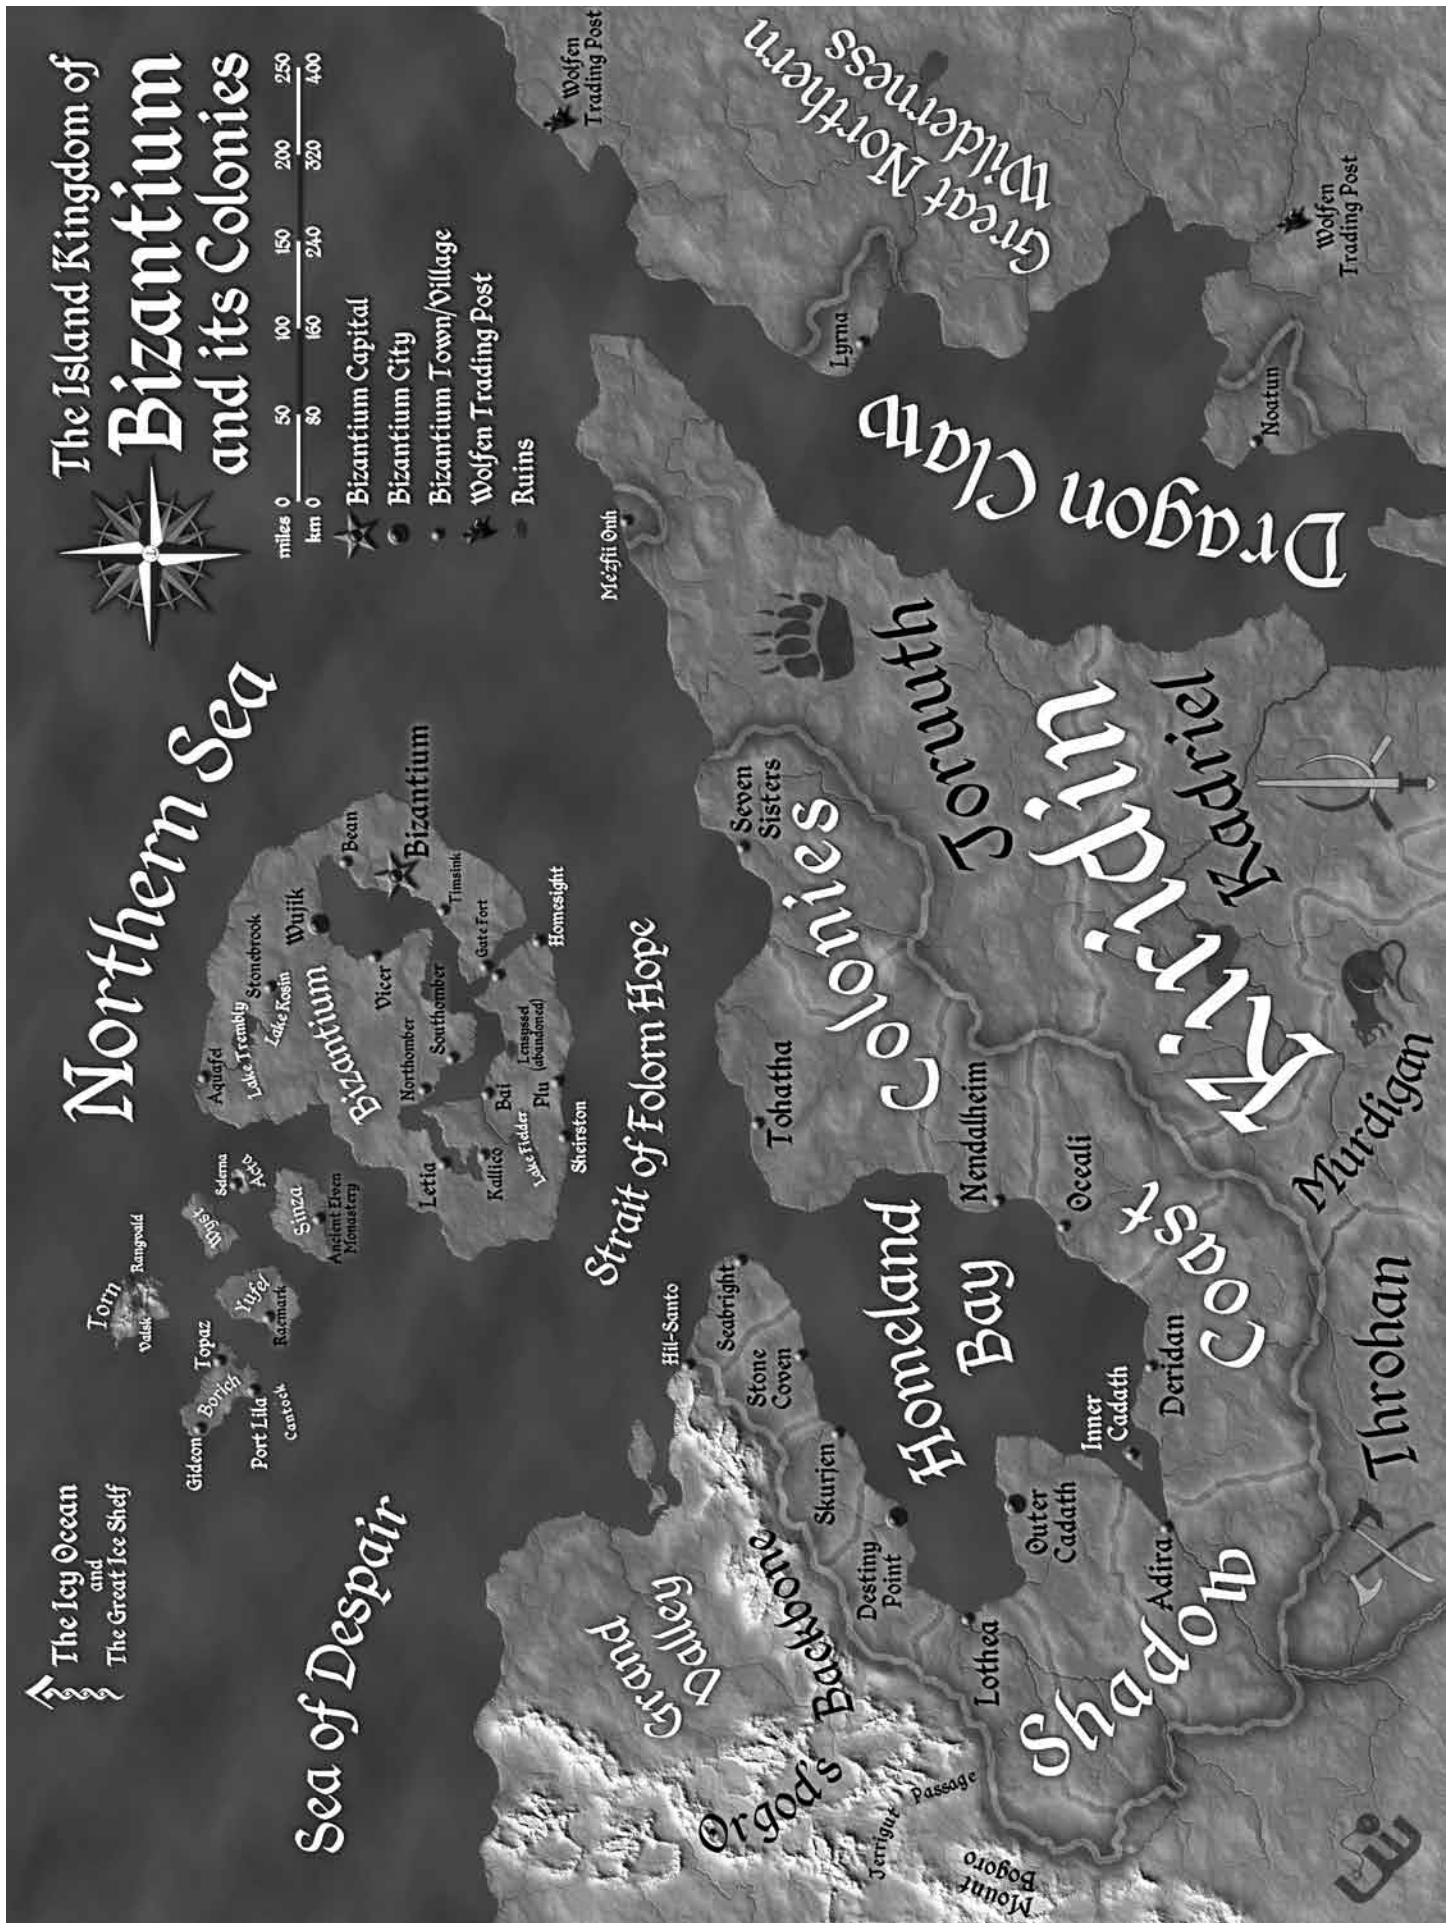 The Island Kingdom of
Bizantium
and its Colonies
miles 0 50 100 150 200 250
km 0 80 160 240 320 400
Bizantium Capital
Bizantium City
Bizantium Town/Village
Wolfen Trading Post
Ruins
The Icy Ocean
and
The Great Ice Shelf
Northern Sea
Sea of Despair
Torn
Rangvald
Valsk
Wyst
Selerna
Acta
Sinza
Ancient Elven
Monastery
Yufel
Racmark
Topaz
Borich
Gideon
Port Lila
Cantock
Aquafel
Lake Trembly
Stonebrook
Lake Kosin
Wujik
Bean
Bizantium
Bizantium
Vicer
Timsink
Gate Fort
Northomber
Southomber
Homesight
Lensyssel
(abandoned)
Letia
Kallico
Bai
Plu
Lake Fielder
Sheirston
Strait of Folorn Hope
Mezfii Onh
Wolfen
Trading Post
Great Northern
Wilderness
Lyrna
Wolfen
Trading Post
Noatun
Dragon Claw
Hil-Santo
Seabright
Stone
Coven
Skurjen
Destiny
Point
Grand
Valley
Orgod's
Backbone
Jerrigut Passage
Mount
Bogoro
Lothea
Outer
Cadath
Inner
Cadath
Adira
Deridan
Homeland
Bay
Oceali
Nendalheim
Tohatha
Seven
Sisters
Colonies
Shadow
Coast
Jorunth
Kiridin
Kadriel
Murdigan
Throhan